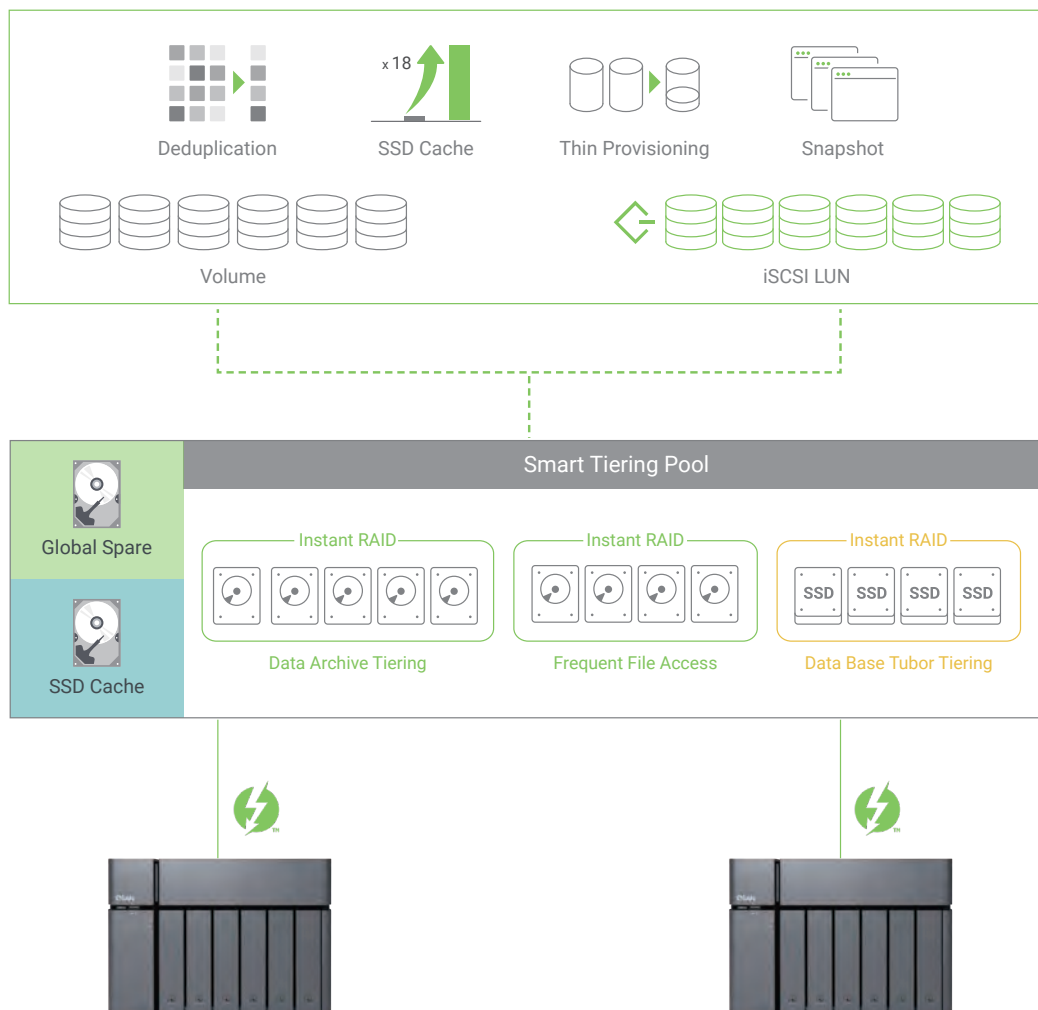 x 18
Deduplication
SSD Cache
Thin Provisioning
Snapshot
Volume
iSCSI LUN
Smart Tiering Pool
Global Spare
SSD Cache
Instant RAID
Instant RAID
Instant RAID
SSD
SSD
SSD
SSD
Data Archive Tiering
Frequent File Access
Data Base Tubor Tiering